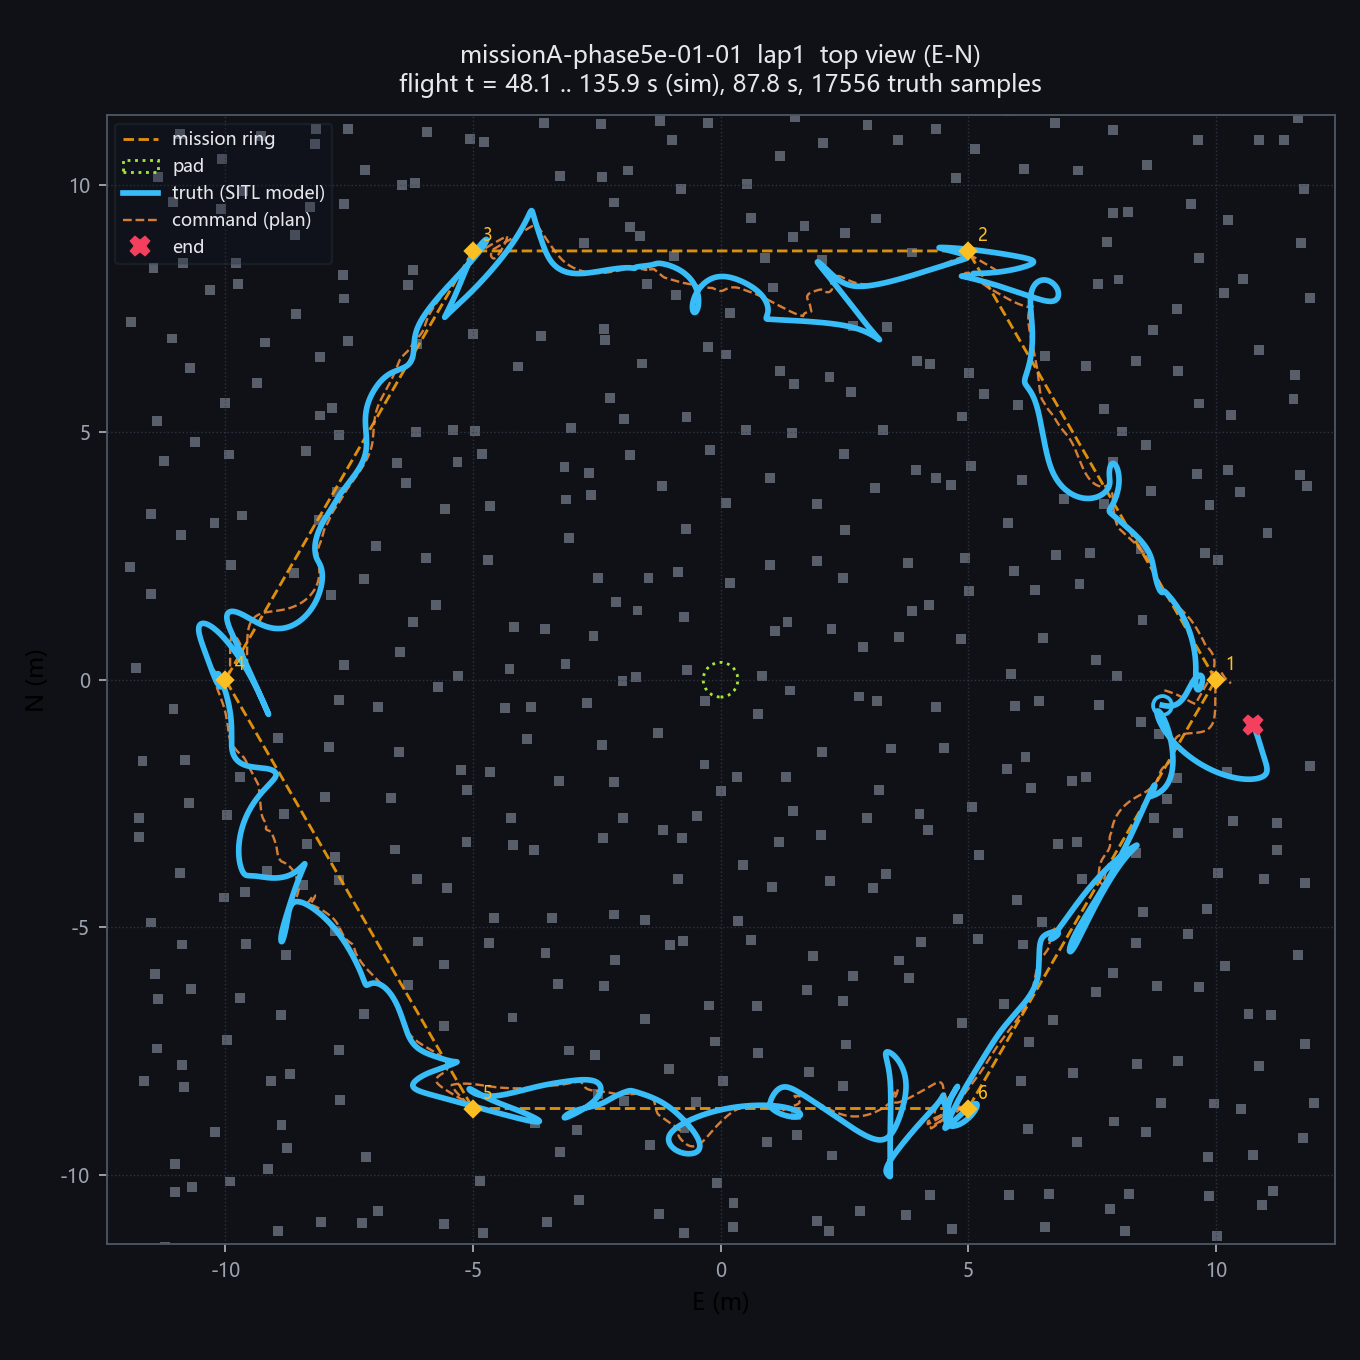 missionA-phase5e-01-01  lap1  top view (E-N)
flight t = 48.1 .. 135.9 s (sim), 87.8 s, 17556 truth samples
mission ring
pad
truth (SITL model)
command (plan)
end
10
5
0
-5
-10
N (m)
3
2
4
1
5
6
-10
-5
0
5
10
E (m)